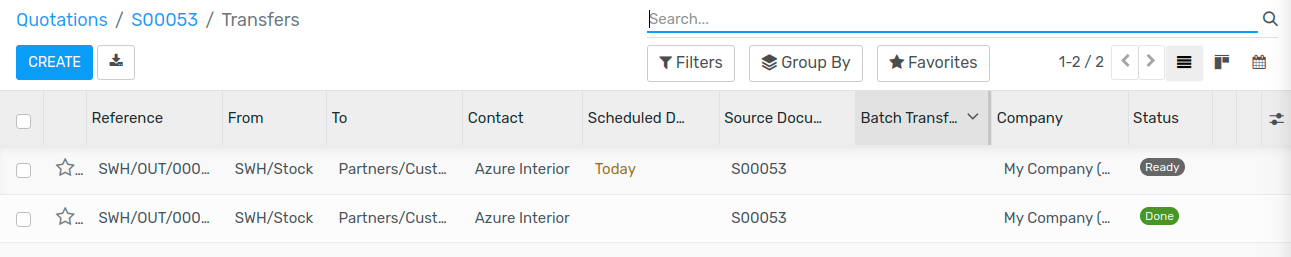 Quotations / S00053 / Transfers
Search...
CREATE
Filters
Group By
Favorites
1-2 / 2
Reference From To Contact Scheduled D... Source Docu... Batch Transf... Company Status
... SWH/OUT/000... SWH/Stock Partners/Cust... Azure Interior Today S00053 My Company (... Ready
... SWH/OUT/000... SWH/Stock Partners/Cust... Azure Interior S00053 My Company (... Done